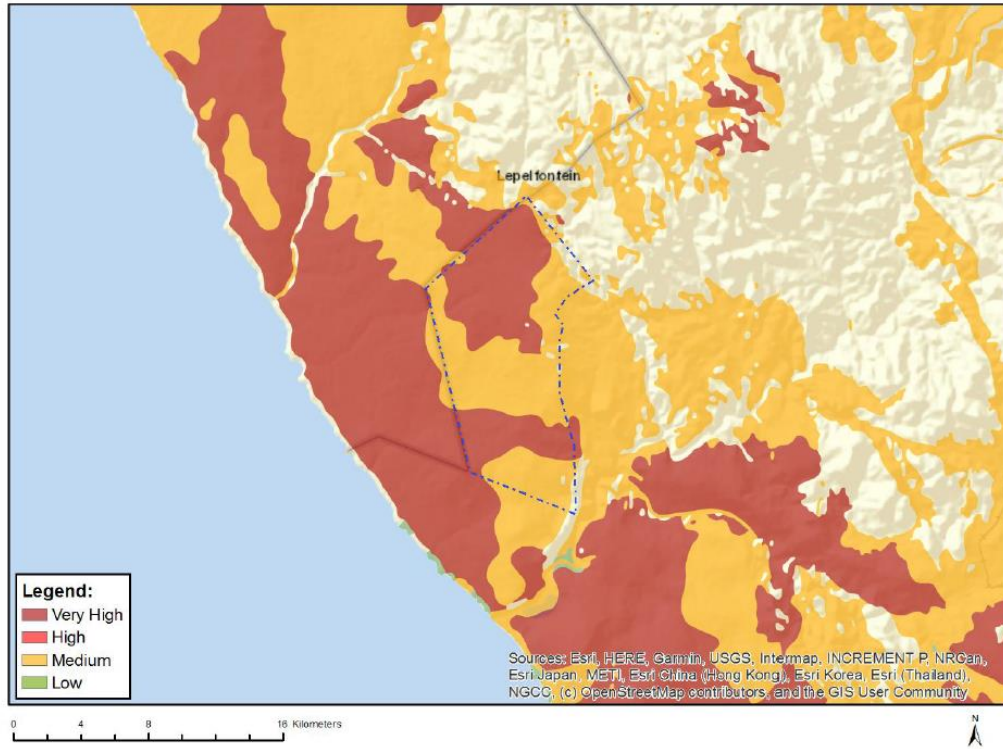 Lepelfontein
Legend:
Very High
High
Medium
Low
Sources: Esri, HERE, Garmin, USGS, Intermap, INCREMENT P, NRCan,
Esri Japan, METI, Esri China (Hong Kong), Esri Korea, Esri (Thailand),
NGCC, (c) OpenStreetMap contributors, and the GIS User Community
0 4 8 16 Kilometers
N